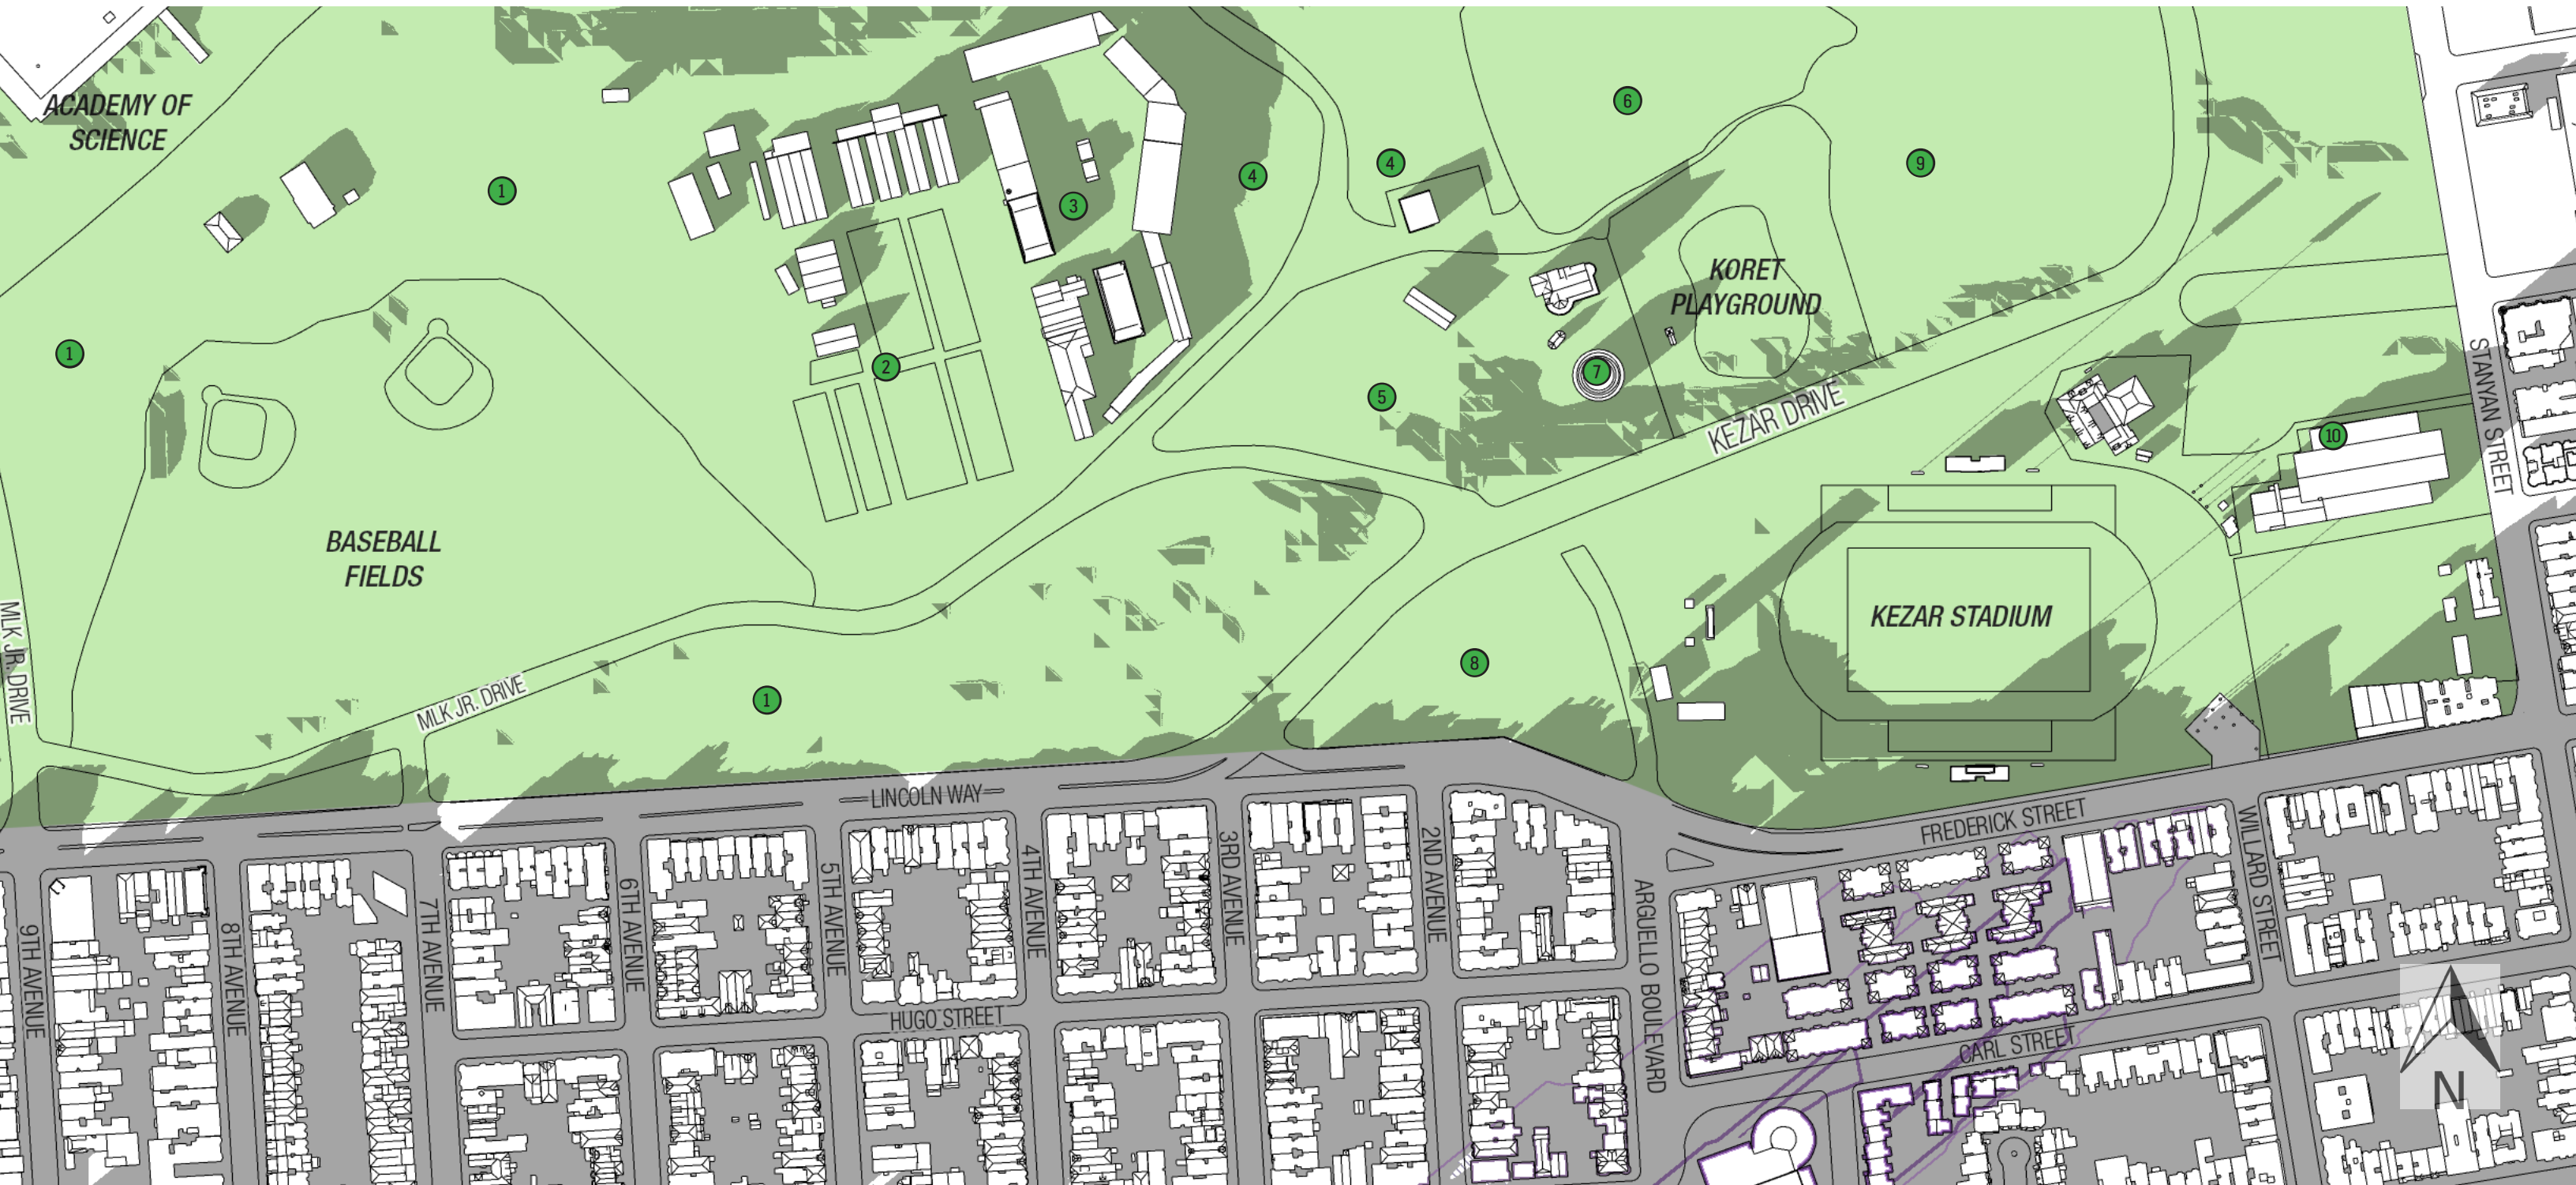 6
ACADEMY OF
SCIENCE
1
4
4
9
3
KORET
PLAYGROUND
1
2
7
5
KEZAR DRIVE
STANYAN STREET
10
BASEBALL
FIELDS
KEZAR STADIUM
MLK JR. DRIVE
MLK JR. DRIVE
1
8
LINCOLN WAY
FREDERICK STREET
9TH AVENUE
8TH AVENUE
7TH AVENUE
6TH AVENUE
5TH AVENUE
4TH AVENUE
3RD AVENUE
2ND AVENUE
ARGUELLO BOULEVARD
WILLARD STREET
HUGO STREET
CARL STREET
N